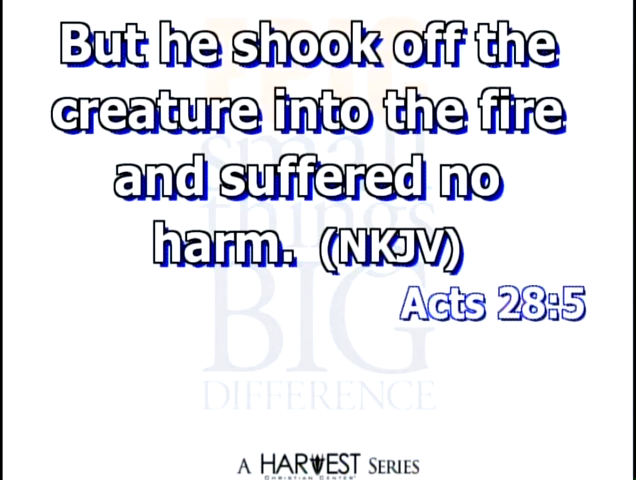 But he shook off the
creature into the fire
and suffered no
harm. (NKJV)
Acts 28:5
small
things
BIG
DIFFERENCE
A HARVEST SERIES
CHRISTIAN CENTER